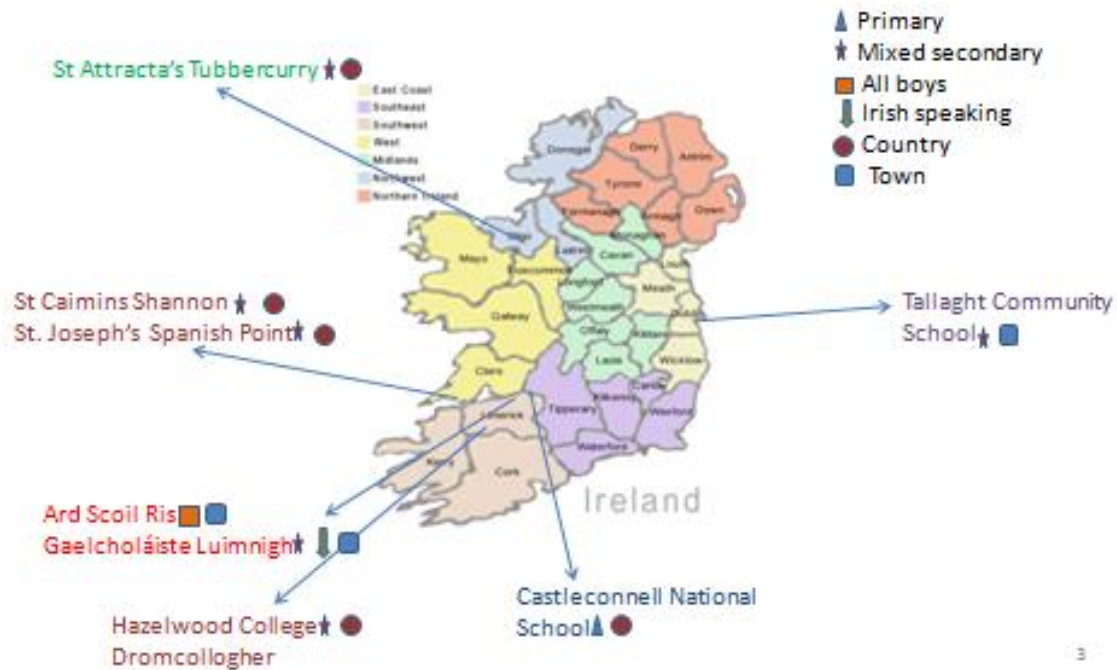 Primary
Mixed secondary
All boys
Irish speaking
Country
Town
St Attracta's Tubbercurry
East Coast
Southeast
Southwest
West
Midlands
Northwest
Northern Ireland
Donegal
Derry
Antrim
Tyrone
Fermanagh
Armagh
Down
Monaghan
Sligo
Leitrim
Cavan
Louth
Mayo
Roscommon
Longford
Meath
Westmeath
Galway
Offaly
Kildare
Wicklow
Laois
Clare
Carlow
Tipperary
Kilkenny
Wexford
Limerick
Waterford
Kerry
Cork
Ireland
St Caimins Shannon
St. Joseph's Spanish Point
Tallaght Community
School
Ard Scoil Ris
Gaelcholáiste Luimnigh
Hazelwood College
Dromcollogher
Castleconnell National
School
3